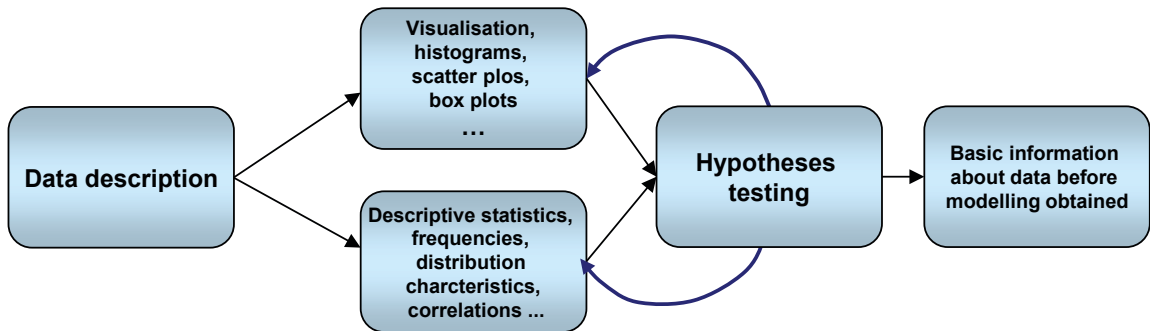 Data description
Visualisation,
histograms,
scatter plos,
box plots
...
Descriptive statistics,
frequencies,
distribution
charcteristics,
correlations ...
Hypotheses
testing
Basic information
about data before
modelling obtained